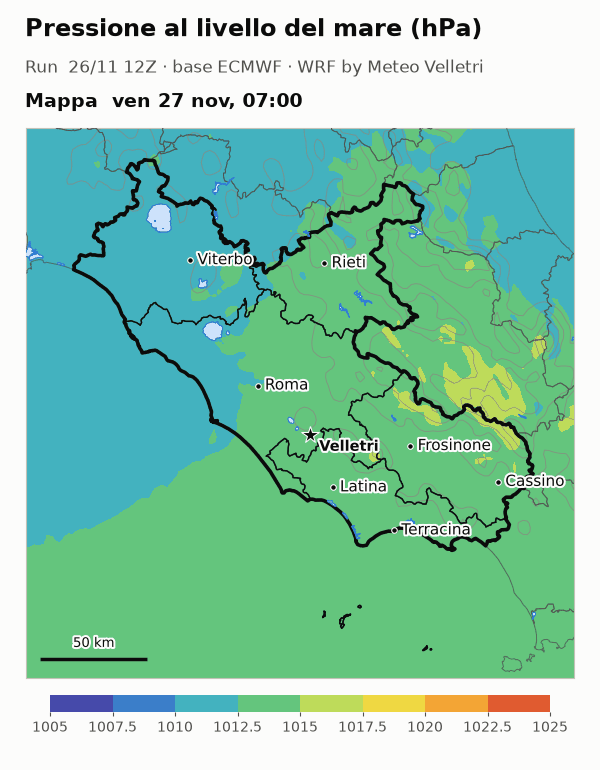 Pressione al livello del mare (hPa)
Run  26/11 12Z · base ECMWF · WRF by Meteo Velletri
Mappa  ven 27 nov, 07:00
Viterbo
Rieti
Roma
Velletri
Frosinone
Latina
Cassino
Terracina
50 km
1005 1007.5 1010 1012.5 1015 1017.5 1020 1022.5 1025